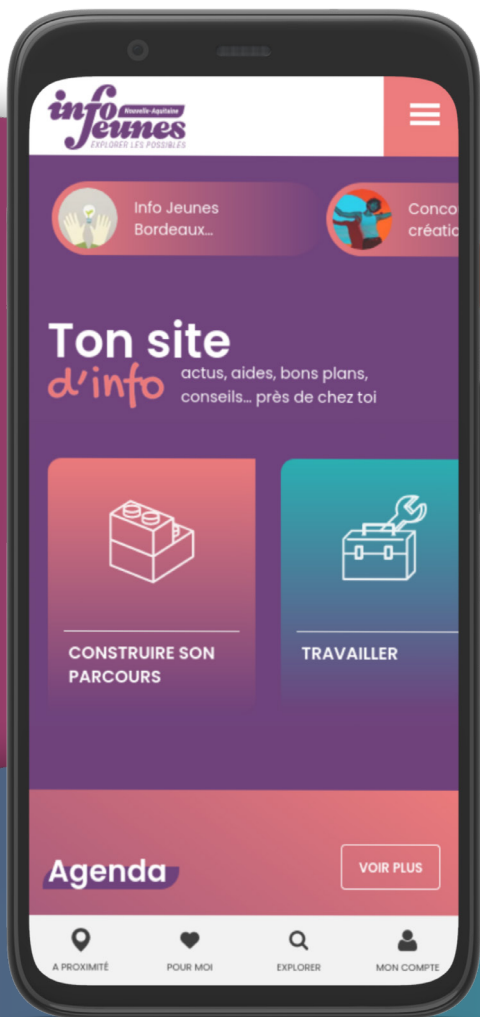 info
Nouvelle-Aquitaine
Jeunes
EXPLORER LES POSSIBLES
Info Jeunes
Bordeaux...
Conco
créatio
Ton site
d'info
actus, aides, bons plans,
conseils... près de chez toi
CONSTRUIRE SON
PARCOURS
TRAVAILLER
Agenda
VOIR PLUS
A PROXIMITÉ
POUR MOI
EXPLORER
MON COMPTE